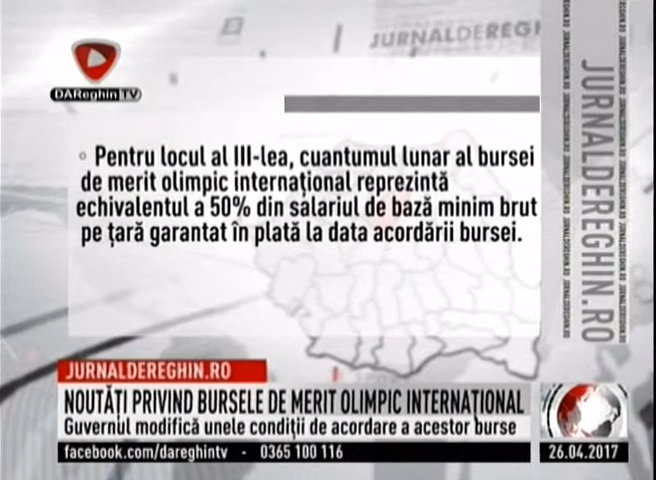 JURNALDEREGHIN.RO
DAReghin TV
◦ Pentru locul al III-lea, cuantumul lunar al bursei
de merit olimpic internațional reprezintă
echivalentul a 50% din salariul de bază minim brut
pe țară garantat în plată la data acordării bursei.
JURNALDEREGHIN.RO
NOUTĂȚI PRIVIND BURSELE DE MERIT OLIMPIC INTERNAȚIONAL
Guvernul modifică unele condiții de acordare a acestor burse
facebook.com/dareghintv - 0365 100 116
26.04.2017